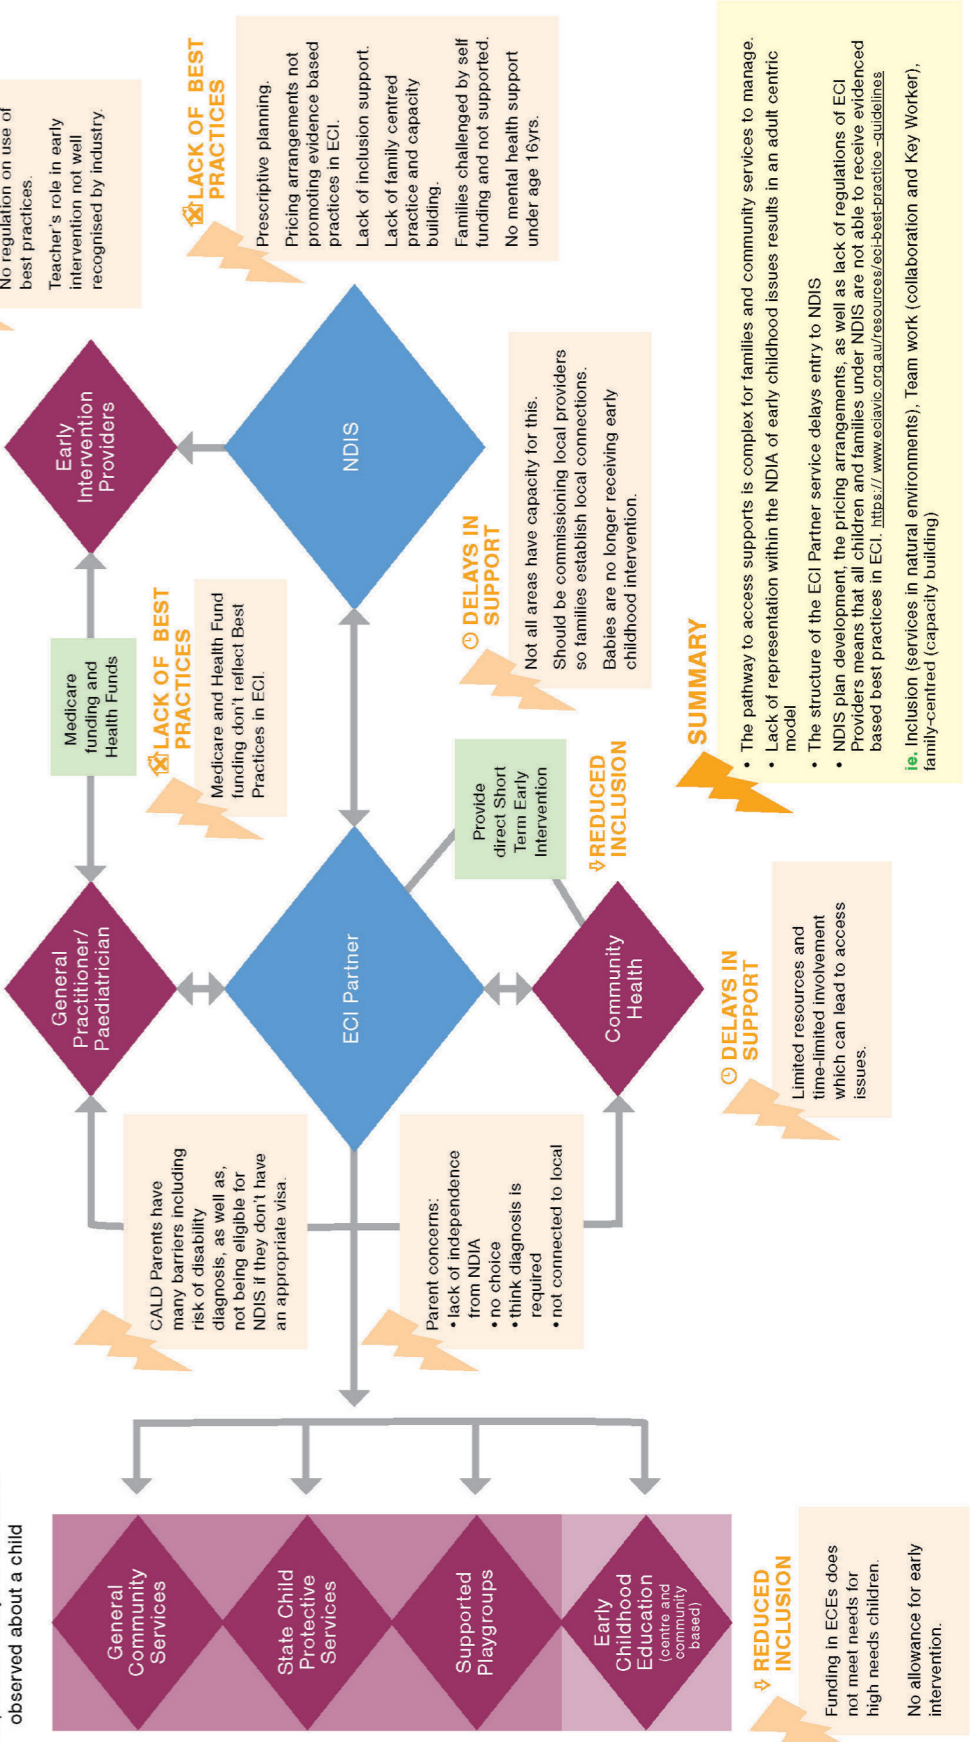 observed about a child
General
Community
Services
State Child
Protective
Services
Supported
Playgroups
Early
Childhood
Education
(centre and
community
based)
REDUCED
INCLUSION
Funding in ECEs does
not meet needs for
high needs children.
No allowance for early
intervention.
CALD Parents have
many barriers including
risk of disability
diagnosis, as well as,
not being eligible for
NDIS if they don't have
an appropriate visa.
Parent concerns:
• lack of independence
from NDIA
• no choice
• think diagnosis is
required
• not connected to local
General
Practitioner/
Paediatrician
ECI Partner
Community
Health
DELAYS IN
SUPPORT
Limited resources and
time-limited involvement
which can lead to access
issues.
Medicare
funding and
Health Funds
LACK OF BEST
PRACTICES
Medicare and Health Fund
funding don't reflect Best
Practices in ECI.
Provide
direct Short
Term Early
Intervention
REDUCED
INCLUSION
Early
Intervention
Providers
NDIS
DELAYS IN
SUPPORT
Not all areas have capacity for this.
Should be commissioning local providers
so families establish local connections.
Babies are no longer receiving early
childhood intervention.
No regulation on use of
best practices.
Teacher's role in early
intervention not well
recognised by industry.
LACK OF BEST
PRACTICES
Prescriptive planning.
Pricing arrangements not
promoting evidence based
practices in ECI.
Lack of inclusion support.
Lack of family centred
practice and capacity
building.
Families challenged by self
funding and not supported.
No mental health support
under age 16yrs.
SUMMARY
• The pathway to access supports is complex for families and community services to manage.
• Lack of representation within the NDIA of early childhood issues results in an adult centric
model
• The structure of the ECI Partner service delays entry to NDIS
• NDIS plan development, the pricing arrangements, as well as lack of regulations of ECI
Providers means that all children and families under NDIS are not able to receive evidenced
based best practices in ECI. https:// www.eciavic.org.au/resources/eci-best-practice -guidelines
ie. Inclusion (services in natural environments), Team work (collaboration and Key Worker),
family-centred (capacity building)